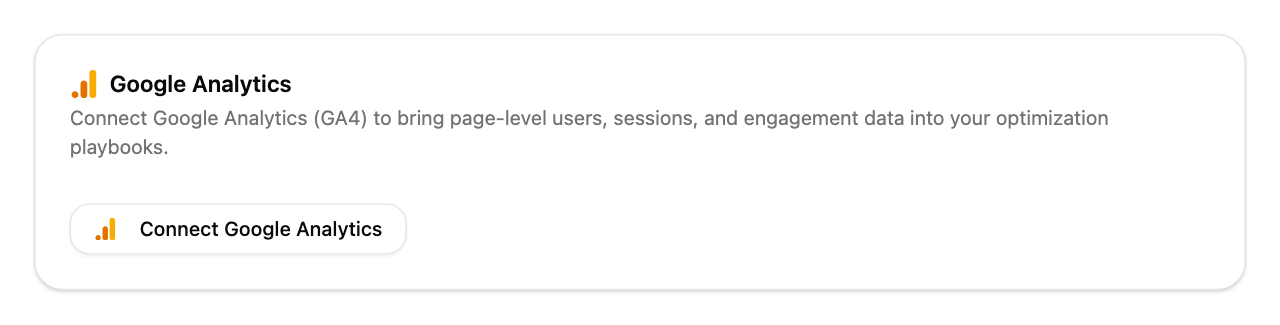 Google Analytics
Connect Google Analytics (GA4) to bring page-level users, sessions, and engagement data into your optimization
playbooks.
Connect Google Analytics